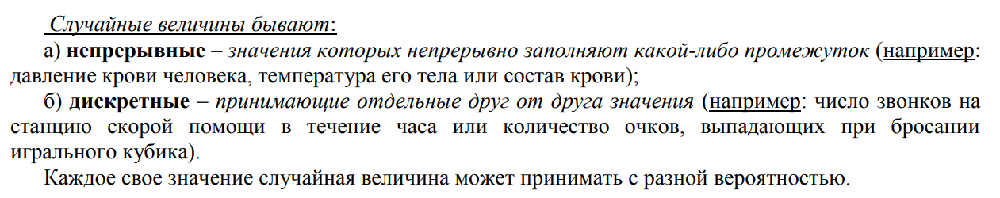 Случайные величины бывают:
а) непрерывные – значения которых непрерывно заполняют какой-либо промежуток (например:
давление крови человека, температура его тела или состав крови);
б) дискретные – принимающие отдельные друг от друга значения (например: число звонков на
станцию скорой помощи в течение часа или количество очков, выпадающих при бросании
игрального кубика).
Каждое свое значение случайная величина может принимать с разной вероятностью.